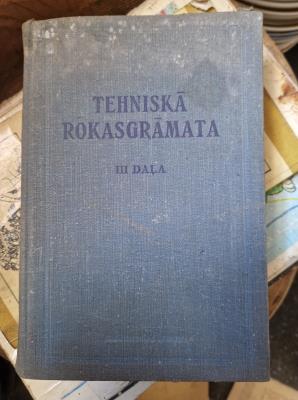 TEHNISKĀ
ROKASGRĀMATA
III DAĻA